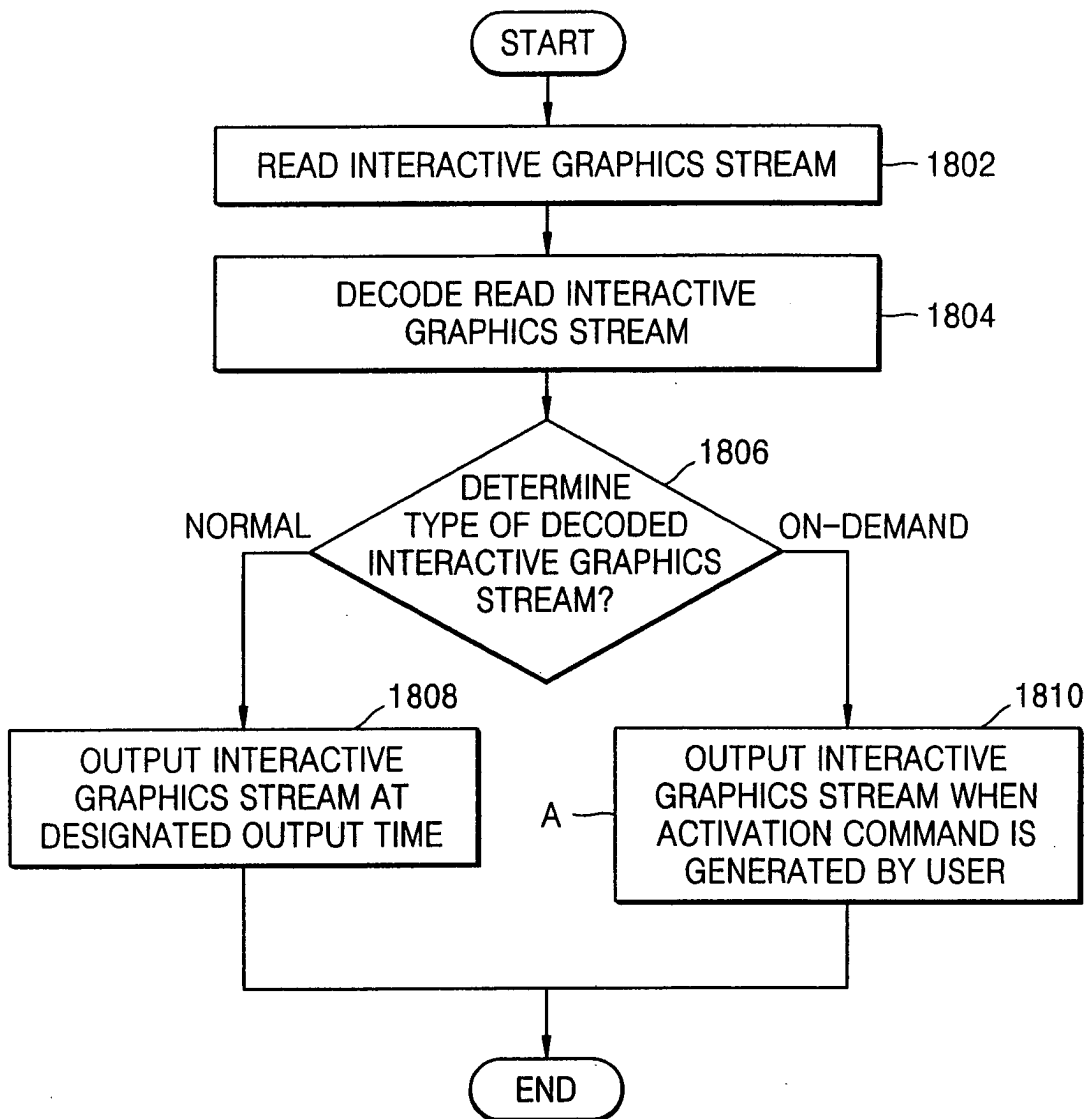 START
READ INTERACTIVE GRAPHICS STREAM
1802
DECODE READ INTERACTIVE
GRAPHICS STREAM
1804
1806
DETERMINE
TYPE OF DECODED
INTERACTIVE GRAPHICS
STREAM?
NORMAL
ON-DEMAND
1808
OUTPUT INTERACTIVE
GRAPHICS STREAM AT
DESIGNATED OUTPUT TIME
1810
A
OUTPUT INTERACTIVE
GRAPHICS STREAM WHEN
ACTIVATION COMMAND IS
GENERATED BY USER
END